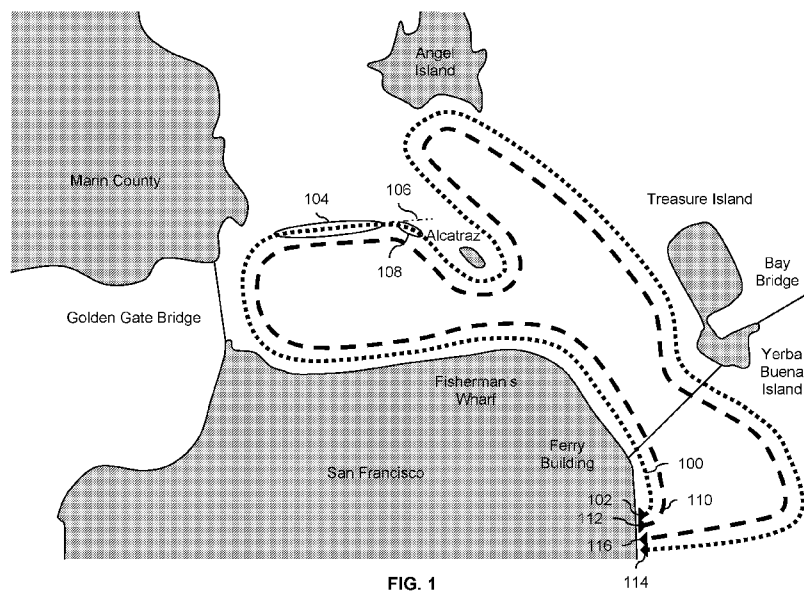 Angel
Island
Marin County
104
106
Treasure Island
Alcatraz
108
Bay
Bridge
Golden Gate Bridge
Yerba
Buena
Island
Fisherman's
Wharf
Ferry
Building
San Francisco
100
102
110
112
116
114
FIG. 1